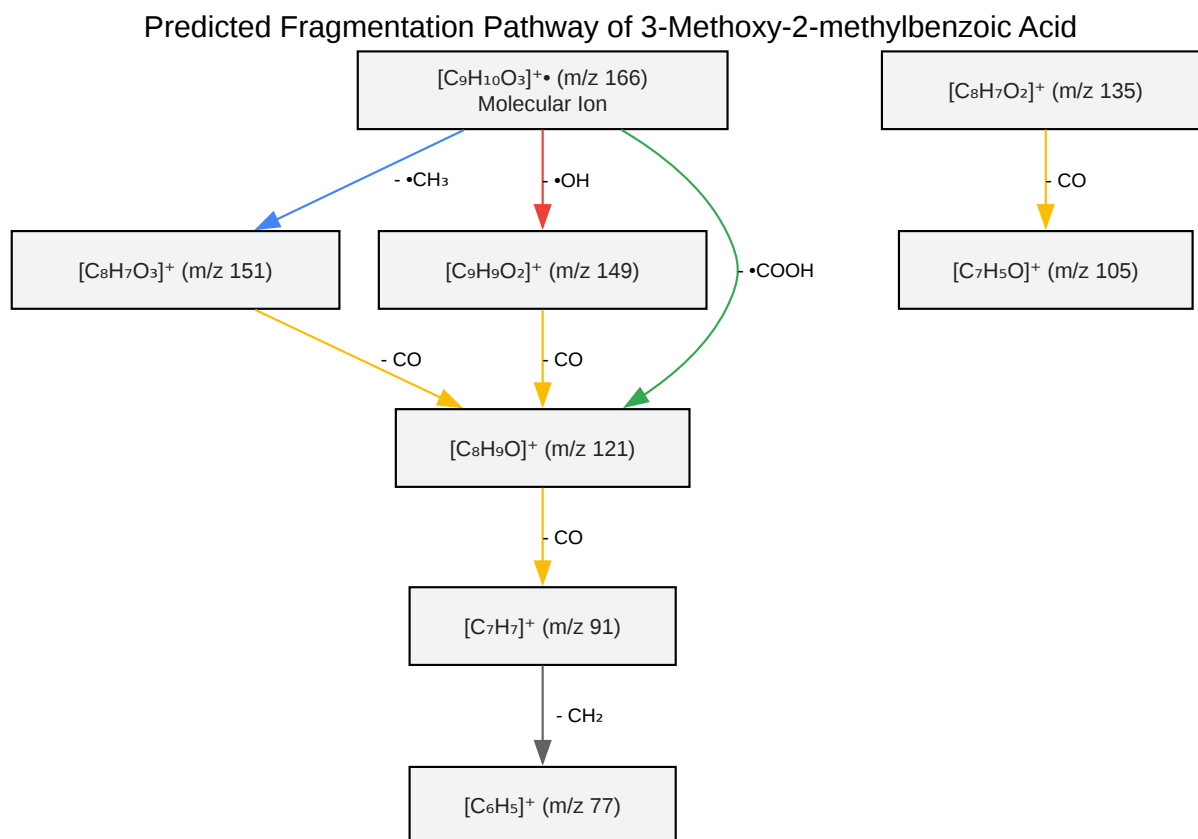 Predicted Fragmentation Pathway of 3-Methoxy-2-methylbenzoic Acid
[C₉H₁₀O₃]⁺• (m/z 166)
Molecular Ion
[C₈H₇O₂]⁺ (m/z 135)
- •CH₃
- •OH
- CO
[C₈H₇O₃]⁺ (m/z 151)
[C₉H₉O₂]⁺ (m/z 149)
- •COOH
[C₇H₅O]⁺ (m/z 105)
- CO
- CO
[C₈H₉O]⁺ (m/z 121)
- CO
[C₇H₇]⁺ (m/z 91)
- CH₂
[C₆H₅]⁺ (m/z 77)